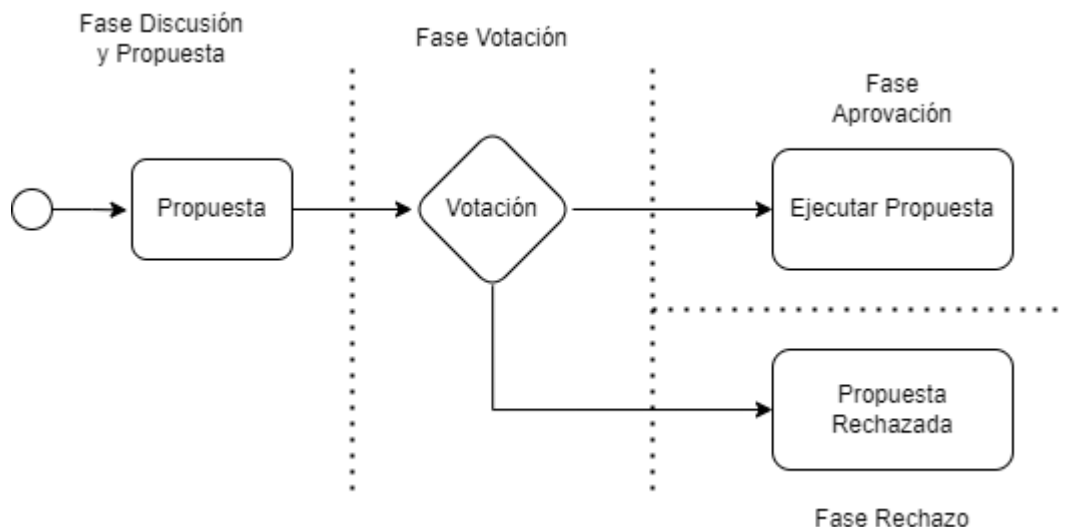 Fase Discusión
y Propuesta
Fase Votación
Fase
Aprovación
Propuesta
Votación
Ejecutar Propuesta
Propuesta
Rechazada
Fase Rechazo